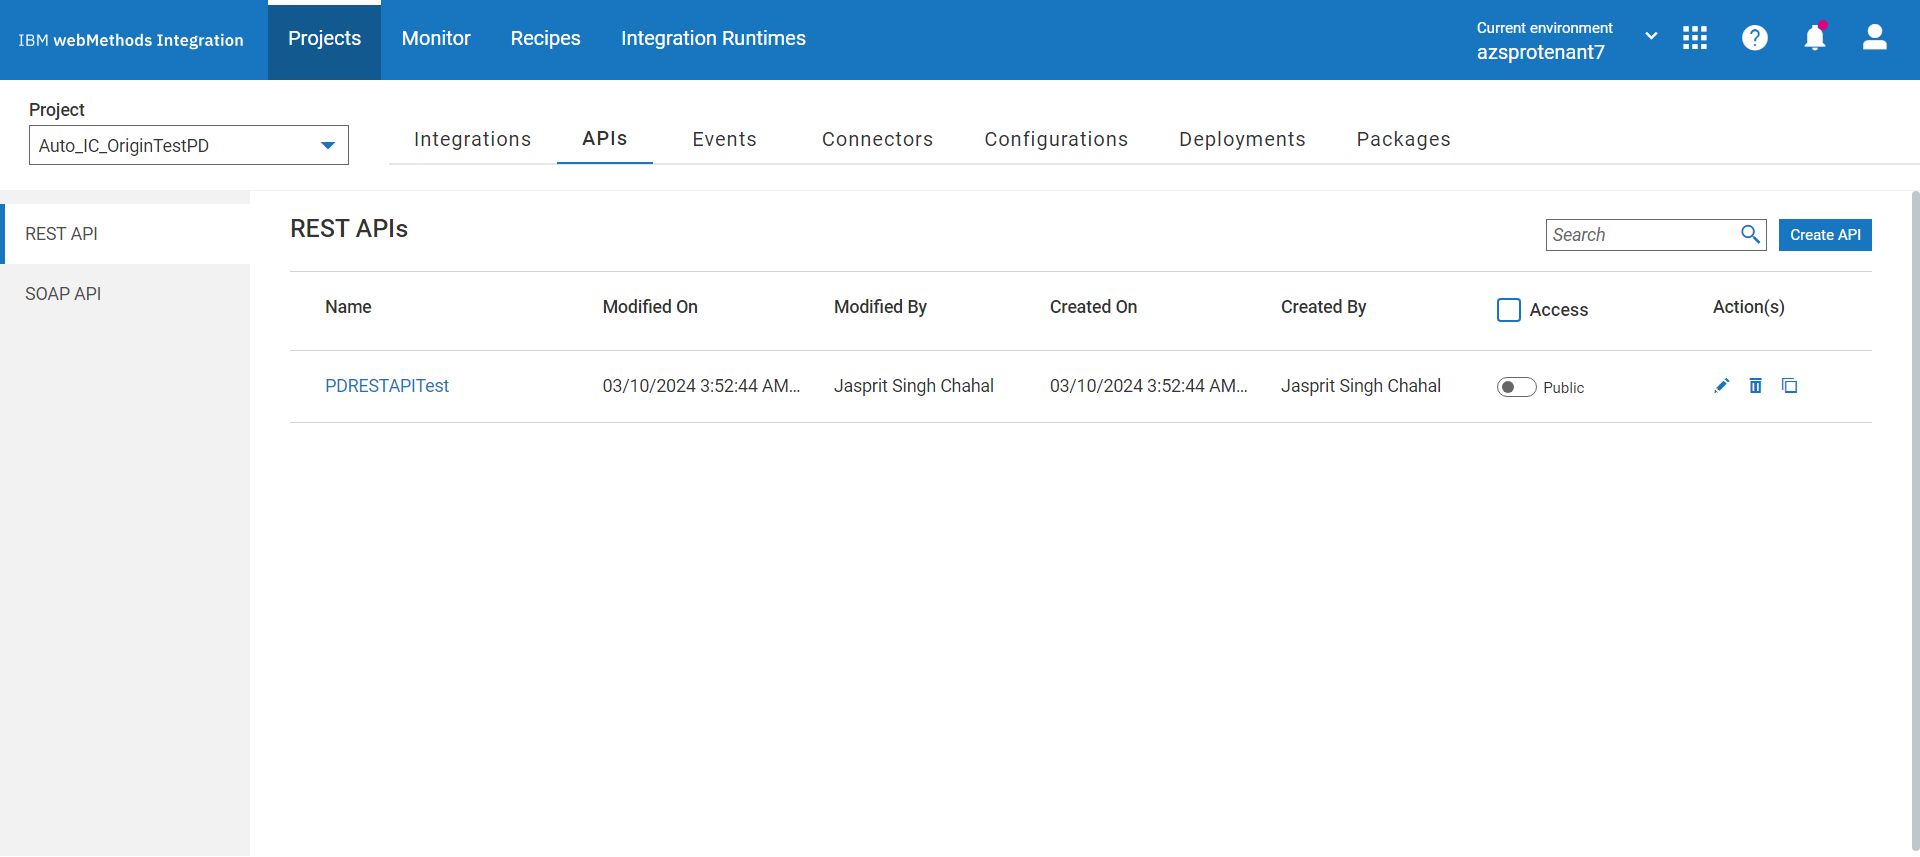 IBM webMethods Integration
Projects
Monitor
Recipes
Integration Runtimes
Current environment
azsprotenant7
Project
Auto_IC_OriginTestPD
Integrations
APIs
Events
Connectors
Configurations
Deployments
Packages
REST API
SOAP API
REST APIs
Search
Create API
Name
Modified On
Modified By
Created On
Created By
Access
Action(s)
PDRESTAPITest
03/10/2024 3:52:44 AM...
Jasprit Singh Chahal
03/10/2024 3:52:44 AM...
Jasprit Singh Chahal
Public